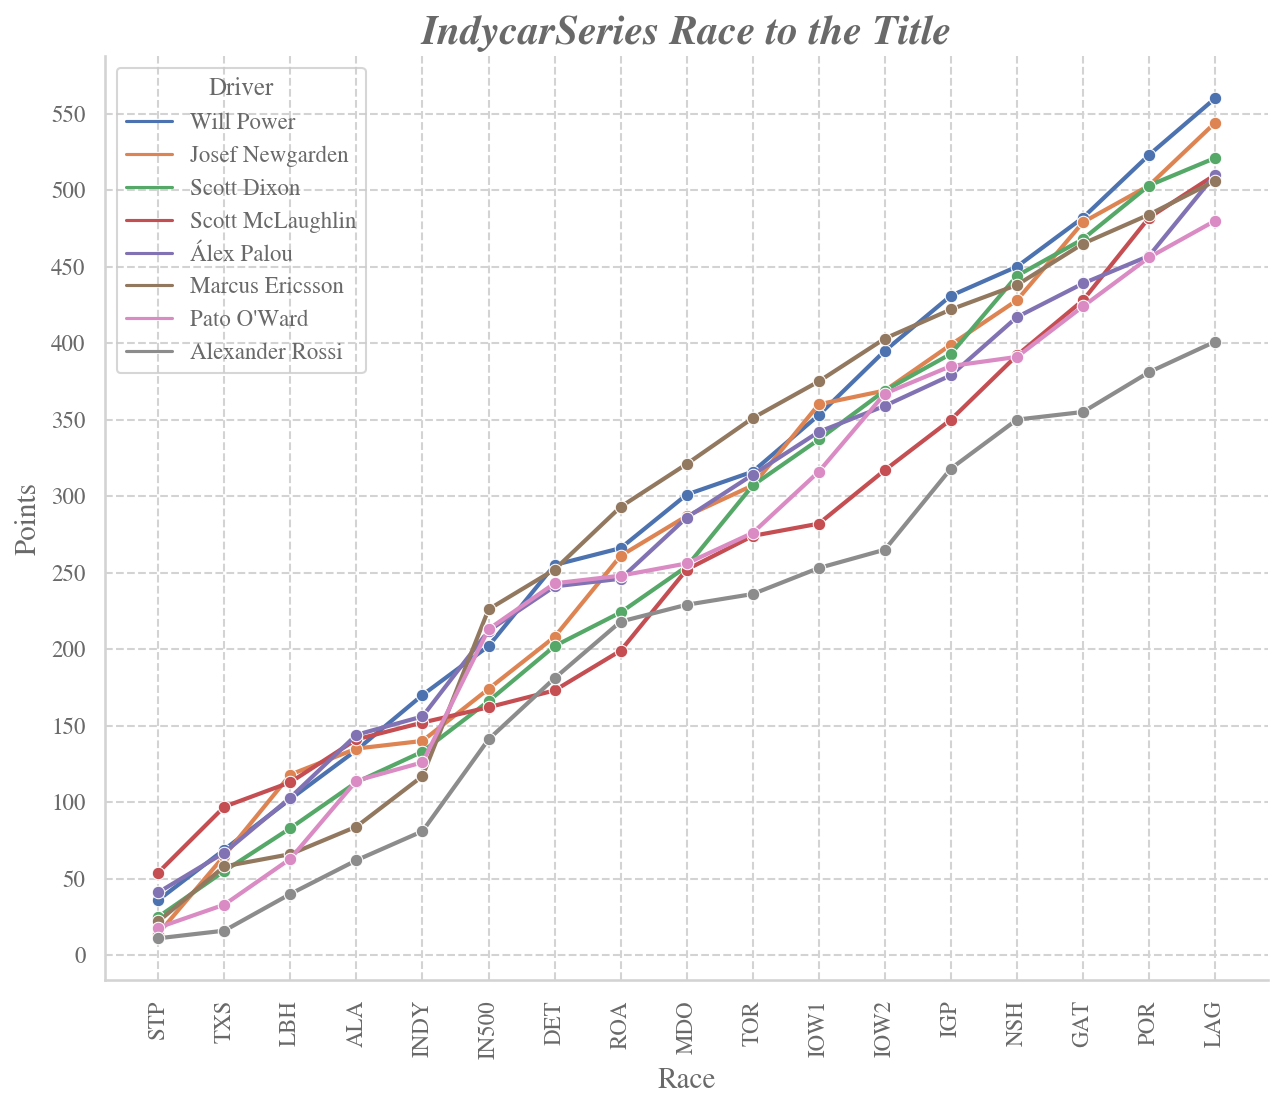 IndycarSeries Race to the Title
Driver
Will Power
Josef Newgarden
Scott Dixon
Scott McLaughlin
Álex Palou
Marcus Ericsson
Pato O'Ward
Alexander Rossi
Points
550
500
450
400
350
300
250
200
150
100
50
0
STP
TXS
LBH
ALA
INDY
IN500
DET
ROA
MDO
TOR
IOW1
IOW2
IGP
NSH
GAT
POR
LAG
Race